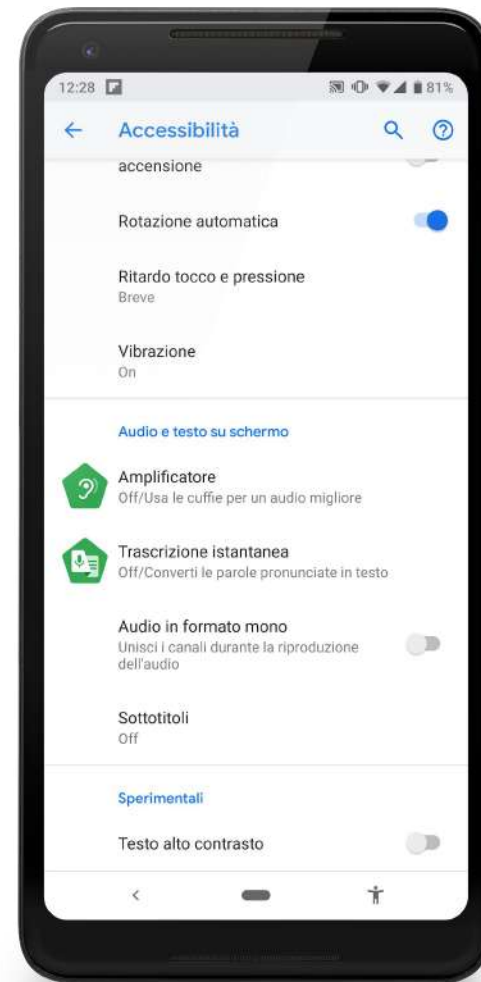 12:28
81%
Accessibilità
accensione
Rotazione automatica
Ritardo tocco e pressione
Breve
Vibrazione
On
Audio e testo su schermo
Amplificatore
Off/Usa le cuffie per un audio migliore
Trascrizione istantanea
Off/Converti le parole pronunciate in testo
Audio in formato mono
Unisci i canali durante la riproduzione
dell'audio
Sottotitoli
Off
Sperimentali
Testo alto contrasto